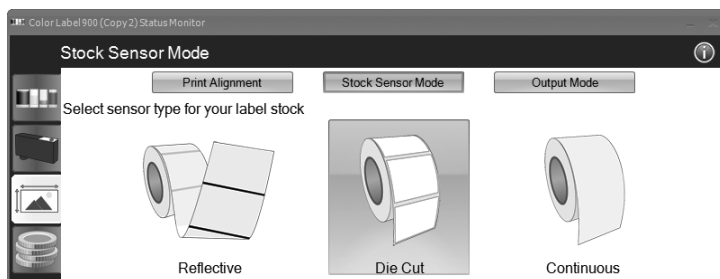 Color Label 900 (Copy 2) Status Monitor
Stock Sensor Mode
Print Alignment Stock Sensor Mode Output Mode
Select sensor type for your label stock
Reflective Die Cut Continuous